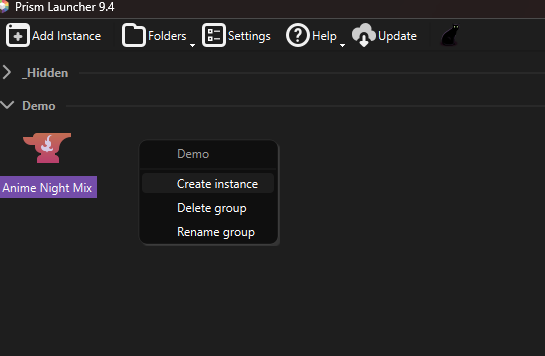 Prism Launcher 9.4
Add Instance Folders Settings Help Update
_Hidden
Demo
Anime Night Mix
Demo
Create instance
Delete group
Rename group